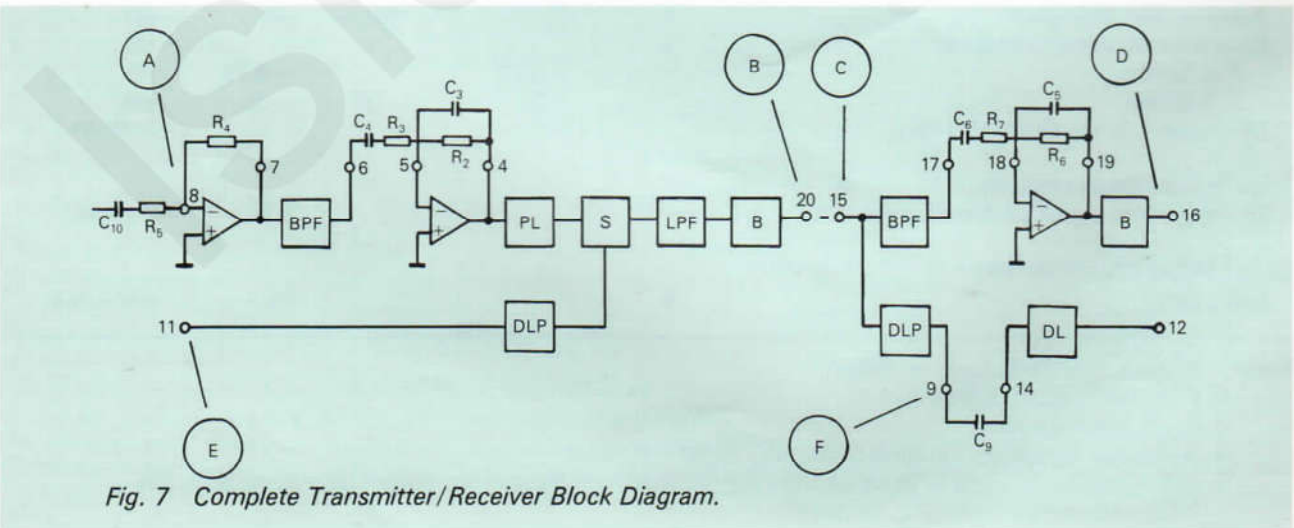 A
B
C
D
C₃
C₅
R₄
C₄ R₃
R₂
C₆ R₇
R₆
7
6
5
4
20 15
17
18
19
8
C₁₀
R₅
−
+
BPF
−
+
PL
S
LPF
B
BPF
−
+
B
16
11
DLP
DLP
DL
12
9
14
C₉
E
F
Fig. 7 Complete Transmitter/Receiver Block Diagram.